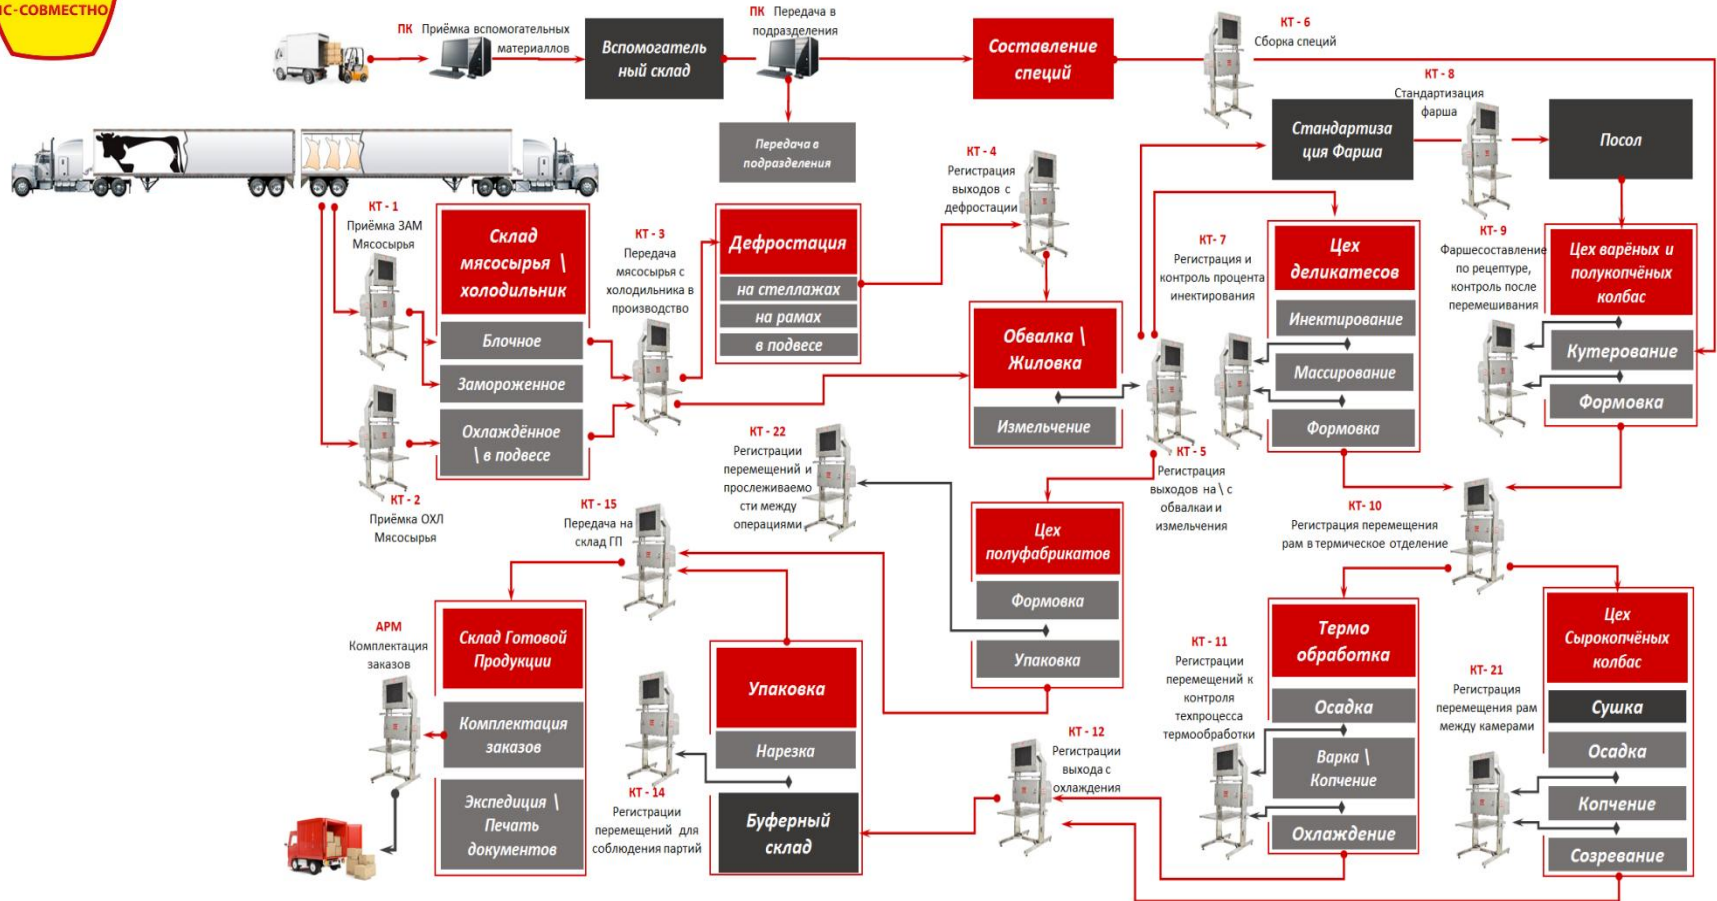 1С-СОВМЕСТНО
ПК Приёмка вспомогательных
материаллов
Вспомогатель
ный склад
ПК Передача в
подразделения
Составление
специй
КТ - 6
Сборка специй
Передача в
подразделения
КТ - 8
Стандартизация
фарша
Стандартиза
ция Фарша
Посол
КТ - 1
Приёмка ЗАМ
Мясосырья
Склад
мясосырья \
холодильник
Блочное
Замороженное
Охлаждённое
\ в подвесе
КТ - 2
Приёмка ОХЛ
Мясосырья
КТ - 3
Передача
мясосырья с
холодильника в
производство
Дефростация
на стеллажах
на рамах
в подвесе
КТ - 4
Регистрация
выходов с
дефростации
Обвалка \
Жиловка
Измельчение
КТ - 5
Регистрация
выходов на \ с
обвалкаи и
измельчения
КТ- 7
Регистрация и
контроль процента
инектирования
Цех
деликатесов
Инектирование
Массирование
Формовка
КТ- 9
Фаршесоставление
по рецептуре,
контроль после
перемешивания
Цех варёных и
полукопчёных
колбас
Кутерование
Формовка
КТ- 10
Регистрация перемещения
рам в термическое отделение
КТ - 22
Регистрации
перемещений и
прослеживаемо
сти между
операциями
Цех
полуфабрикатов
Формовка
Упаковка
КТ - 15
Передача на
склад ГП
Склад Готовой
Продукции
Комплектация
заказов
Экспедиция \
Печать
документов
АРМ
Комплектация
заказов
Упаковка
Нарезка
Буферный
склад
КТ - 14
Регистрации
перемещений для
соблюдения партий
КТ - 12
Регистрации
выхода с
охлаждения
КТ - 11
Регистрации
перемещений к
контроля
техпроцесса
термообработки
Термо
обработка
Осадка
Варка \
Копчение
Охлаждение
КТ- 21
Регистрация
перемещения рам
между камерами
Цех
Сырокопчёных
колбас
Сушка
Осадка
Копчение
Созревание